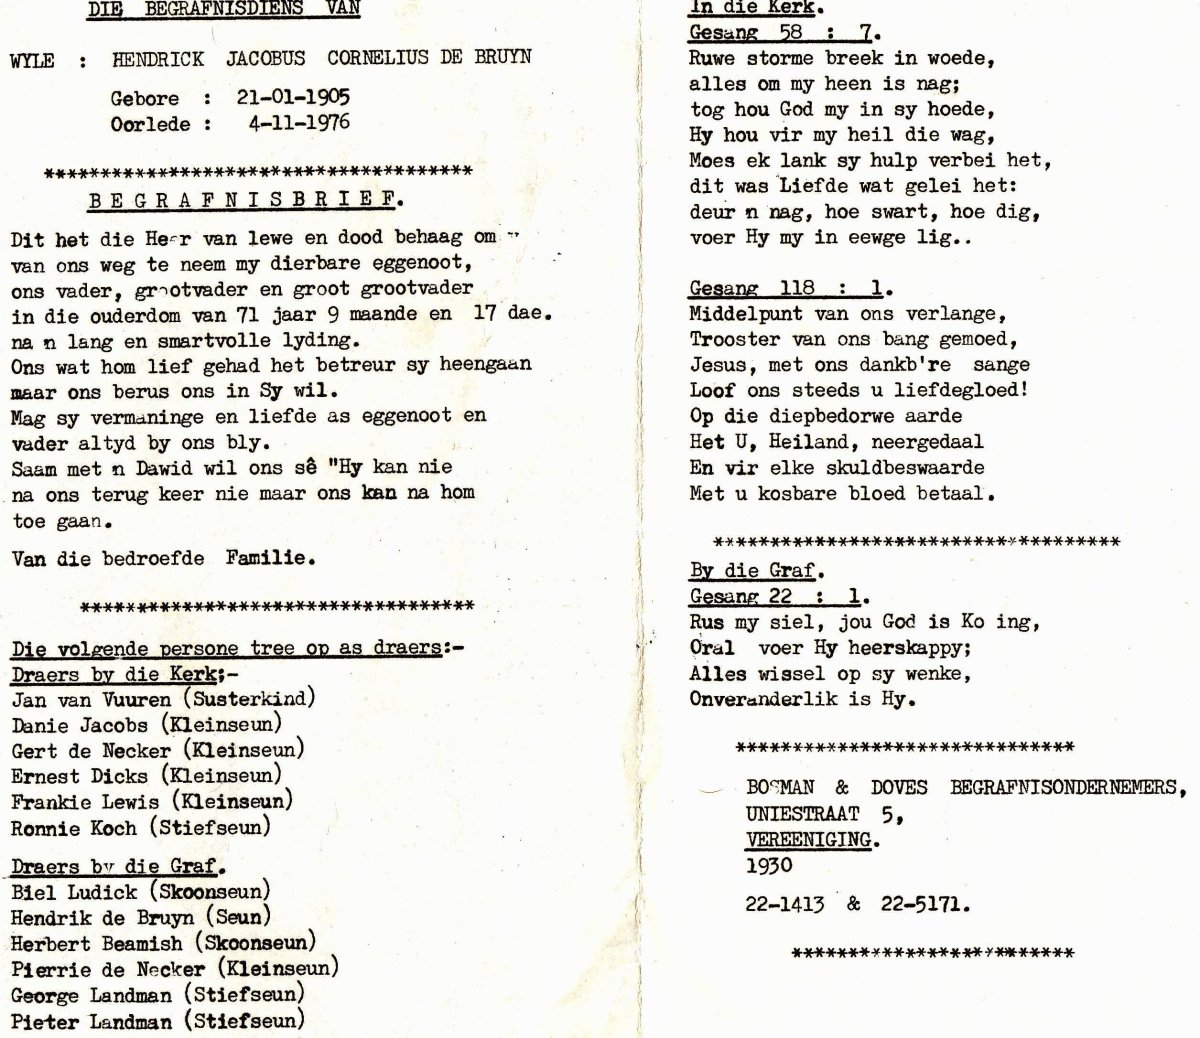 DIE BEGRAFNISDIENS VAN
WYLE : HENDRICK JACOBUS CORNELIUS DE BRUYN
Gebore : 21-01-1905
Oorlede : 4-11-1976
*************************************
BEGRAFNISBRIEF.
Dit het die Heer van lewe en dood behaag om
van ons weg te neem my dierbare eggenoot,
ons vader, grootvader en groot grootvader
in die ouderdom van 71 jaar 9 maande en 17 dae.
na n lang en smartvolle lyding.
Ons wat hom lief gehad het betreur sy heengaan
maar ons berus ons in Sy wil.
Mag sy vermaninge en liefde as eggenoot en
vader altyd by ons bly.
Saam met n Dawid wil ons sê "Hy kan nie
na ons terug keer nie maar ons kan na hom
toe gaan.
Van die bedroefde Familie.
**********************************
Die volgende persone tree op as draers:-
Draers by die Kerk;-
Jan van Vuuren (Susterkind)
Danie Jacobs (Kleinseun)
Gert de Necker (Kleinseun)
Ernest Dicks (Kleinseun)
Frankie Lewis (Kleinseun)
Ronnie Koch (Stiefseun)
Draers by die Graf.
Biel Ludick (Skoonseun)
Hendrik de Bruyn (Seun)
Herbert Beamish (Skoonseun)
Pierrie de Necker (Kleinseun)
George Landman (Stiefseun)
Pieter Landman (Stiefseun)
In die Kerk.
Gesang 58 : 7.
Ruwe storme breek in woede,
alles om my heen is nag;
tog hou God my in sy hoede,
Hy hou vir my heil die wag,
Moes ek lank sy hulp verbei het,
dit was Liefde wat gelei het:
deur n nag, hoe swart, hoe dig,
voer Hy my in eewge lig..
Gesang 118 : 1.
Middelpunt van ons verlange,
Trooster van ons bang gemoed,
Jesus, met ons dankb're sange
Loof ons steeds u liefdegloed!
Op die diepbedorwe aarde
Het U, Heiland, neergedaal
En vir elke skuldbeswaarde
Met u kosbare bloed betaal.
***********************************
By die Graf.
Gesang 22 : 1.
Rus my siel, jou God is Ko ing,
Oral voer Hy heerskappy;
Alles wissel op sy wenke,
Onveranderlik is Hy.
*****************************
BOSMAN & DOVES BEGRAFNISONDERNEMERS,
UNIESTRAAT 5,
VEREENIGING.
1930
22-1413 & 22-5171.
*************************